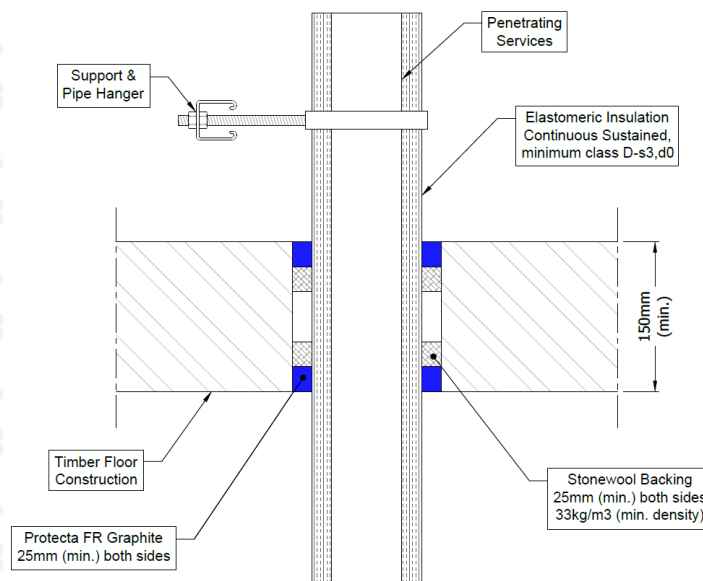 Penetrating
Services
Support &
Pipe Hanger
Elastomeric Insulation
Continuous Sustained,
minimum class D-s3,d0
150mm
(min.)
Timber Floor
Construction
Stonewool Backing
25mm (min.) both sides
33kg/m3 (min. density)
Protecta FR Graphite
25mm (min.) both sides